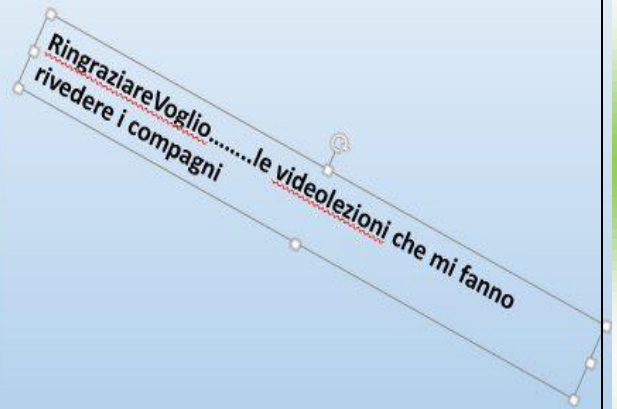 RingraziareVoglio........le videolezioni che mi fanno
rivedere i compagni